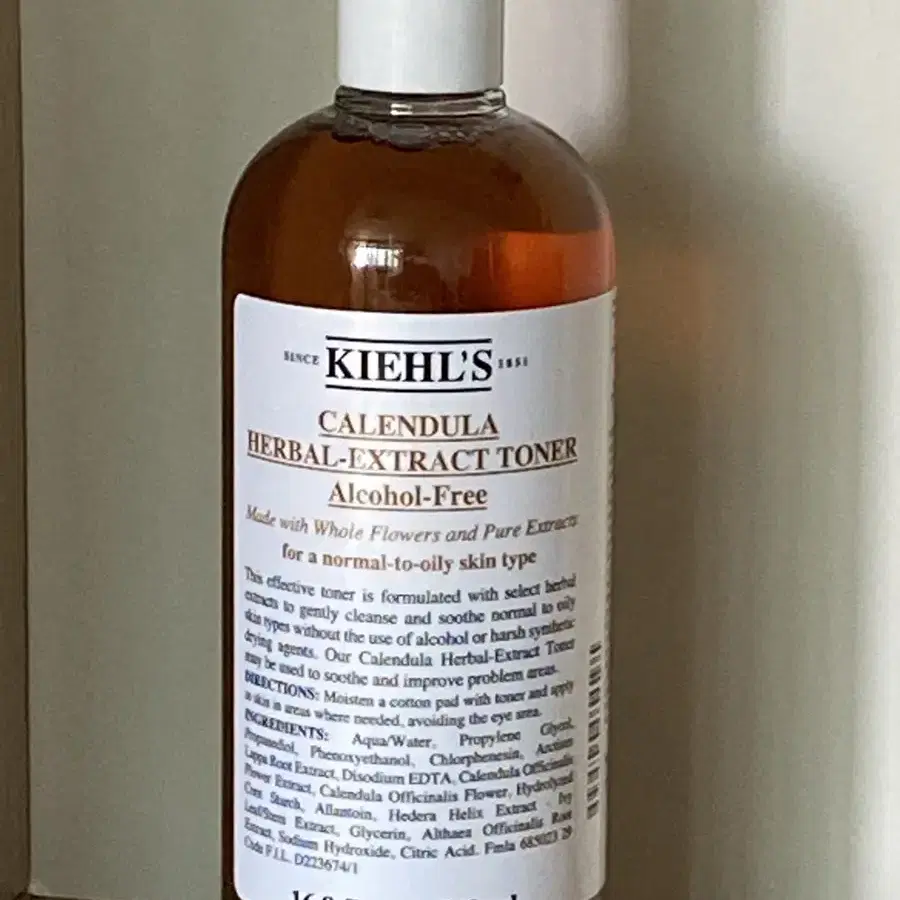 SINCE KIEHL'S 1851
CALENDULA
HERBAL-EXTRACT TONER
Alcohol-Free
Made with Whole Flowers and Pure Extracts
for a normal-to-oily skin type
This effective toner is formulated with select herbal
extracts to gently cleanse and soothe normal to oily
skin types without the use of alcohol or harsh synthetic
drying agents. Our Calendula Herbal-Extract Toner
may be used to soothe and improve problem areas.
DIRECTIONS: Moisten a cotton pad with toner and apply
to skin in areas where needed, avoiding the eye area.
INGREDIENTS: Aqua/Water, Propylene Glycol,
Propanediol, Phenoxyethanol, Chlorphenesin, Arctium
Lappa Root Extract, Disodium EDTA, Calendula Officinalis
Flower Extract, Calendula Officinalis Flower, Hydrolyzed
Corn Starch, Allantoin, Hedera Helix Extract - Ivy
Leaf/Stem Extract, Glycerin, Althaea Officinalis Root
Extract, Sodium Hydroxide, Citric Acid. Fmla 685023 29
Code F.I.L. D223674/1